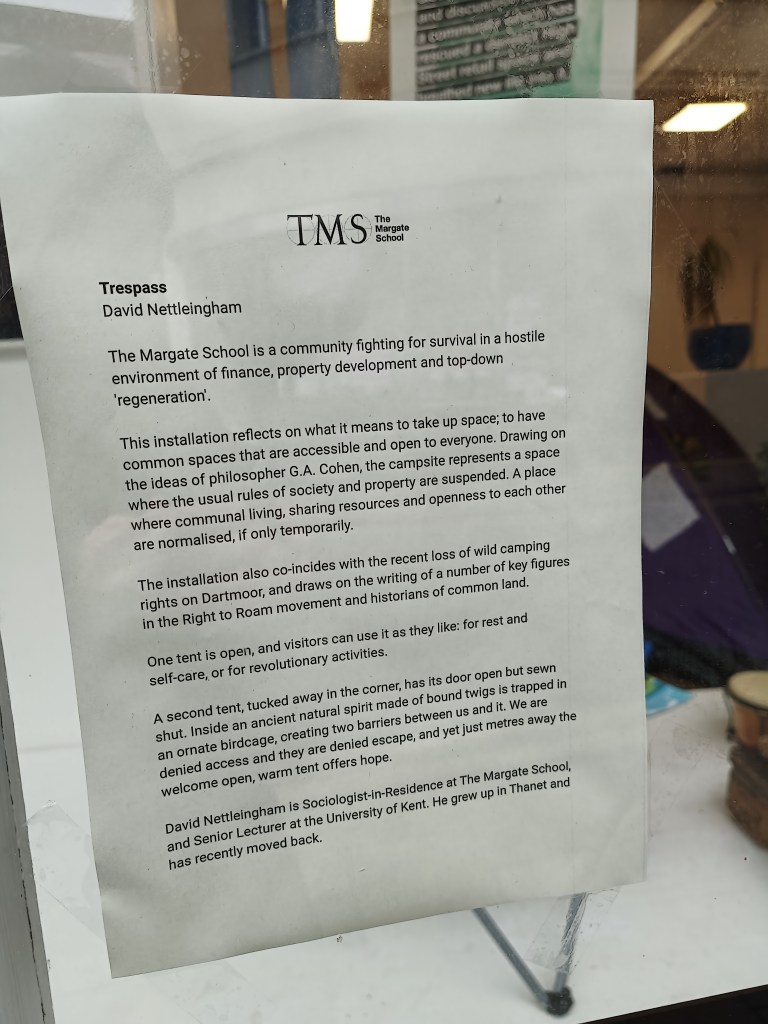 and discus
a community
rescued a
Street retail
TMS The
Margate
School
Trespass
David Nettleingham
The Margate School is a community fighting for survival in a hostile
environment of finance, property development and top-down
'regeneration'.
This installation reflects on what it means to take up space; to have
common spaces that are accessible and open to everyone. Drawing on
the ideas of philosopher G.A. Cohen, the campsite represents a space
where the usual rules of society and property are suspended. A place
where communal living, sharing resources and openness to each other
are normalised, if only temporarily.
The installation also co-incides with the recent loss of wild camping
rights on Dartmoor, and draws on the writing of a number of key figures
in the Right to Roam movement and historians of common land.
One tent is open, and visitors can use it as they like: for rest and
self-care, or for revolutionary activities.
A second tent, tucked away in the corner, has its door open but sewn
shut. Inside an ancient natural spirit made of bound twigs is trapped in
an ornate birdcage, creating two barriers between us and it. We are
denied access and they are denied escape, and yet just metres away the
welcome open, warm tent offers hope.
David Nettleingham is Sociologist-in-Residence at The Margate School,
and Senior Lecturer at the University of Kent. He grew up in Thanet and
has recently moved back.